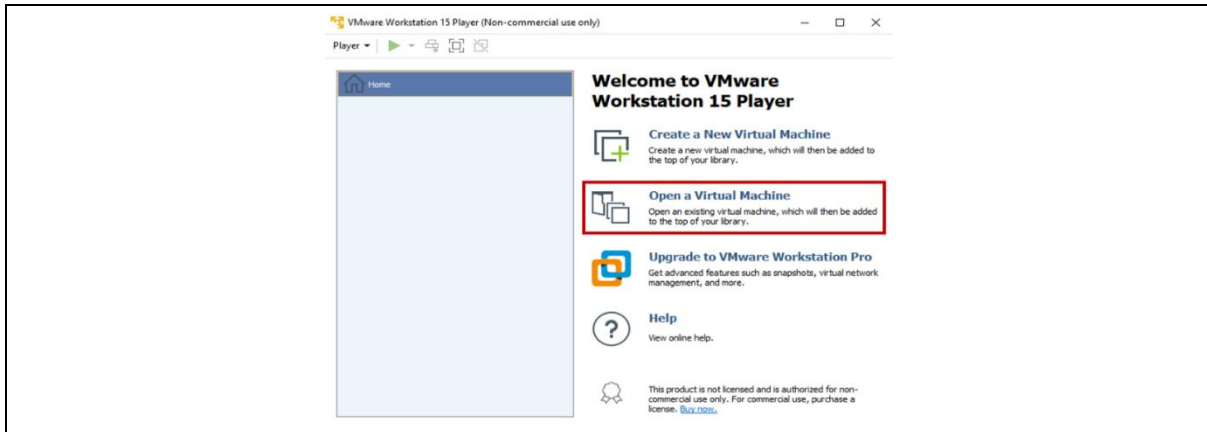 VMware Workstation 15 Player (Non-commercial use only)
Player
Home
Welcome to VMware
Workstation 15 Player
Create a New Virtual Machine
Create a new virtual machine, which will then be added to
the top of your library.
Open a Virtual Machine
Open an existing virtual machine, which will then be added
to the top of your library.
Upgrade to VMware Workstation Pro
Get advanced features such as snapshots, virtual network
management, and more.
Help
View online help.
This product is not licensed and is authorized for non-
commercial use only. For commercial use, purchase a
license. Buy now.